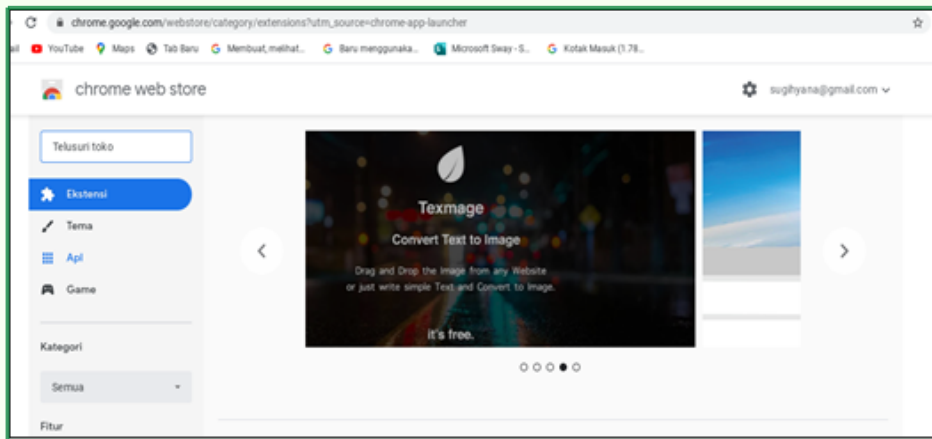 chrome.google.com/webstore/category/extensions?utm_source=chrome-app-launcher
ail YouTube Maps Tab Baru Membuat, melihat... Baru menggunaka... Microsoft Sway - S... Kotak Masuk (1.78...
chrome web store
sugihyana@gmail.com
Telusuri toko
Ekstensi
Tema
Apl
Game
Kategori
Semua
Fitur
Texmage
Convert Text to Image
Drag and Drop the Image from any Website
or just write simple Text and Convert to Image.
it's free.